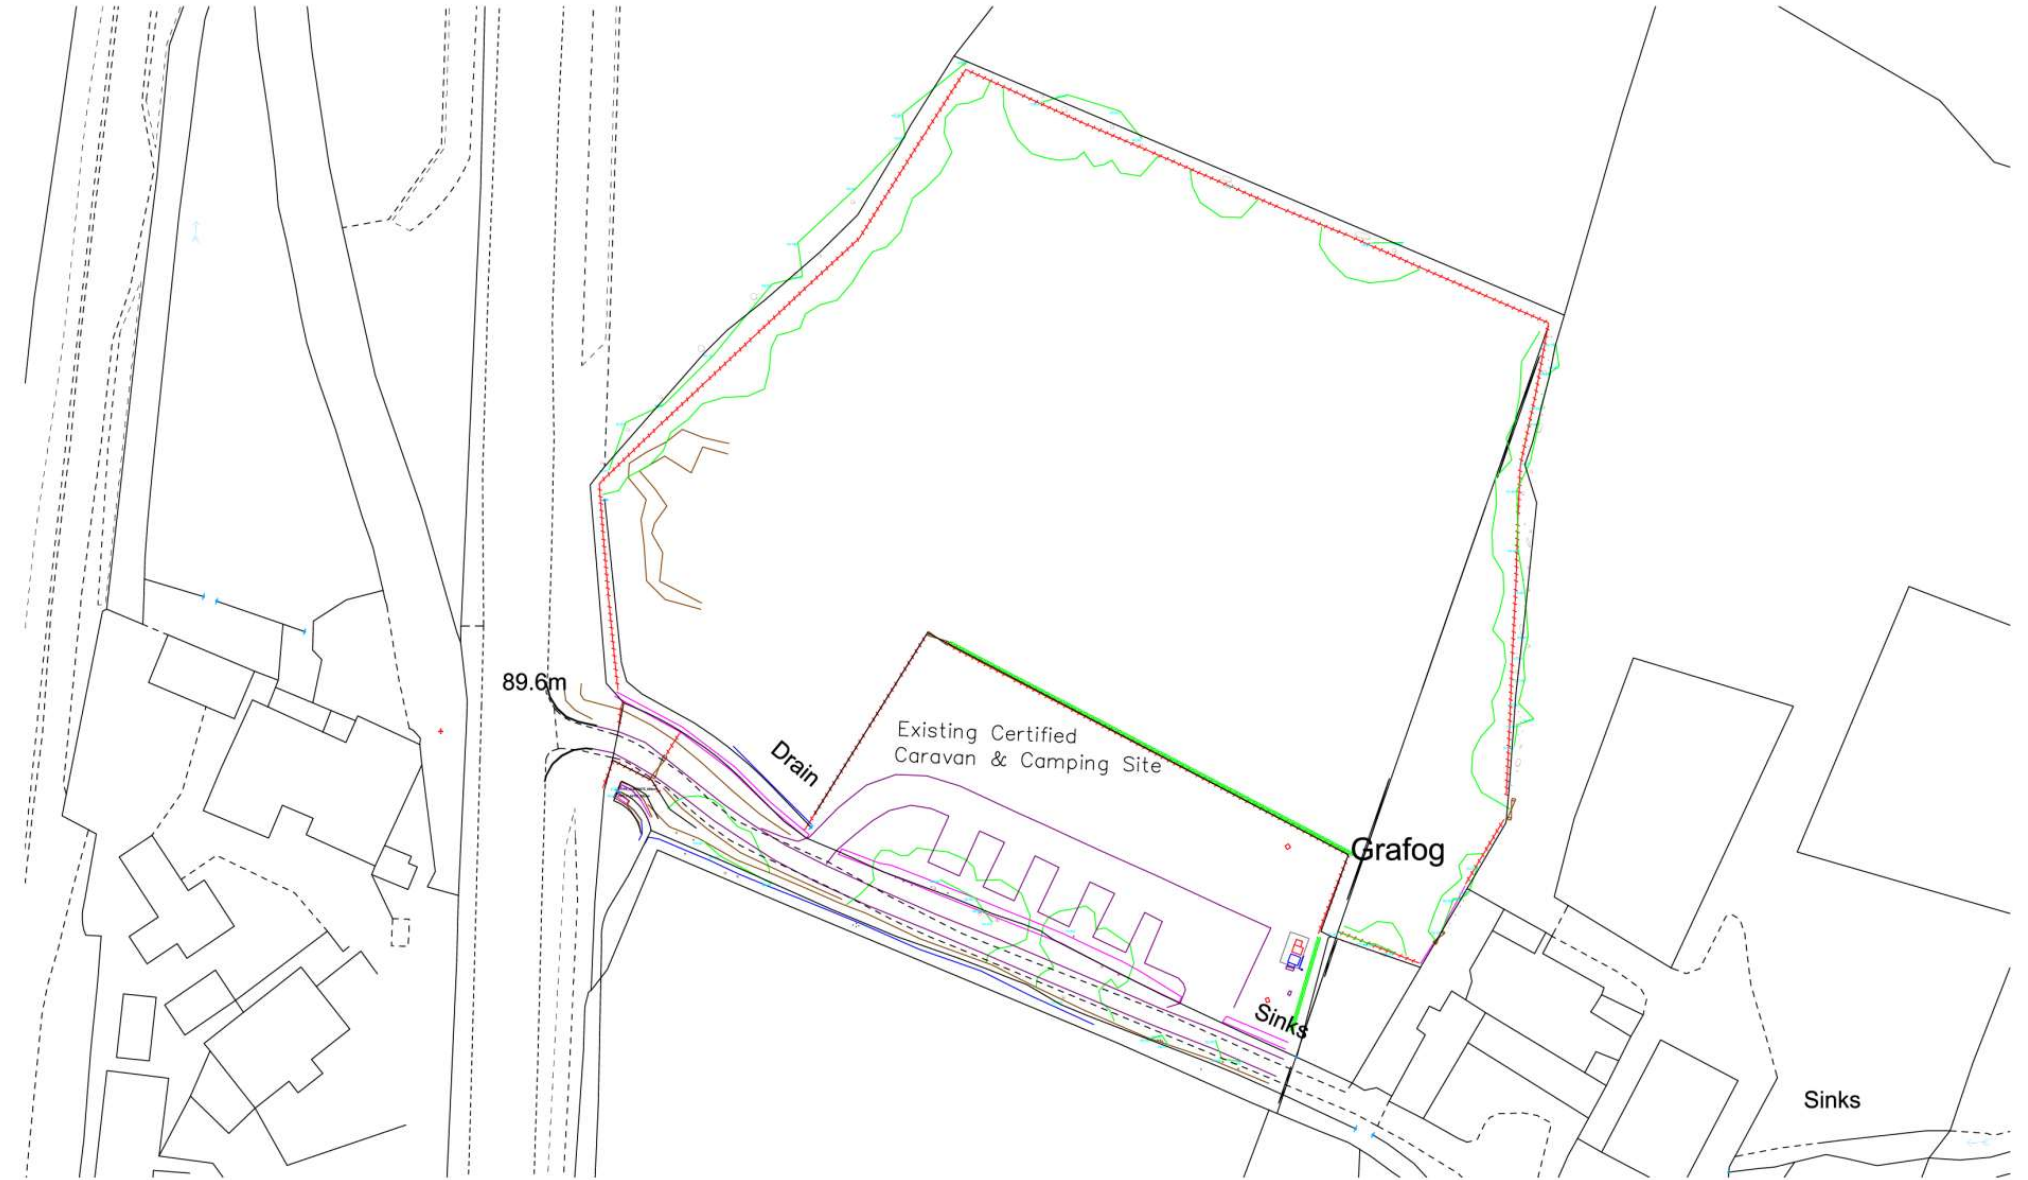 89.6m
Existing Certified
Caravan & Camping Site
Drain
Grafog
Sinks
Sinks